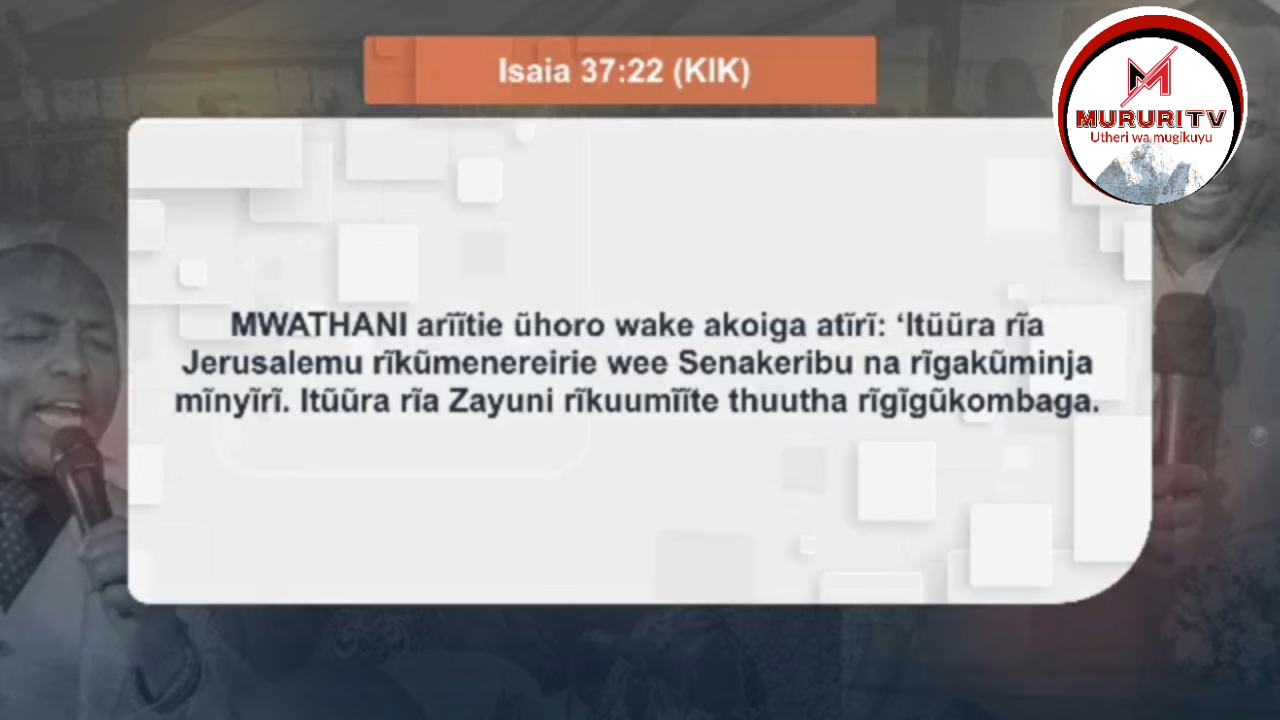 Isaia 37:22 (KIK)
MURURI TV
Utheri wa mugikuyu
MWATHANI arĩĩtie ũhoro wake akoiga atĩrĩ: ‘Itũũra rĩa
Jerusalemu rĩkũmenereirie wee Senakeribu na rĩgakũminja
mĩnyĩrĩ. Itũũra rĩa Zayuni rĩkuumĩĩte thuutha rĩgĩgũkombaga.